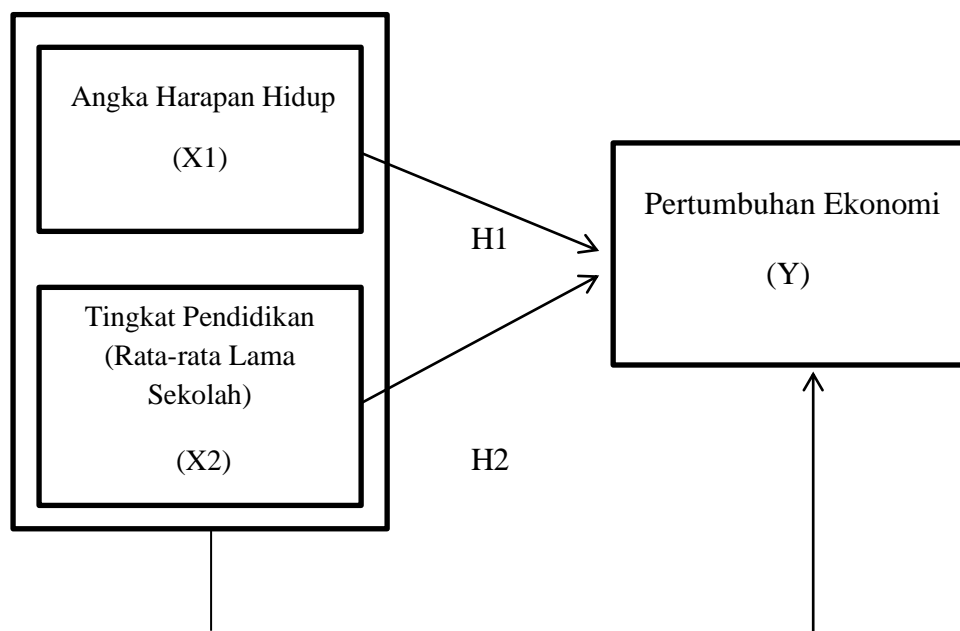 Angka Harapan Hidup
(X1)
Tingkat Pendidikan
(Rata-rata Lama
Sekolah)
(X2)
H1
H2
Pertumbuhan Ekonomi
(Y)